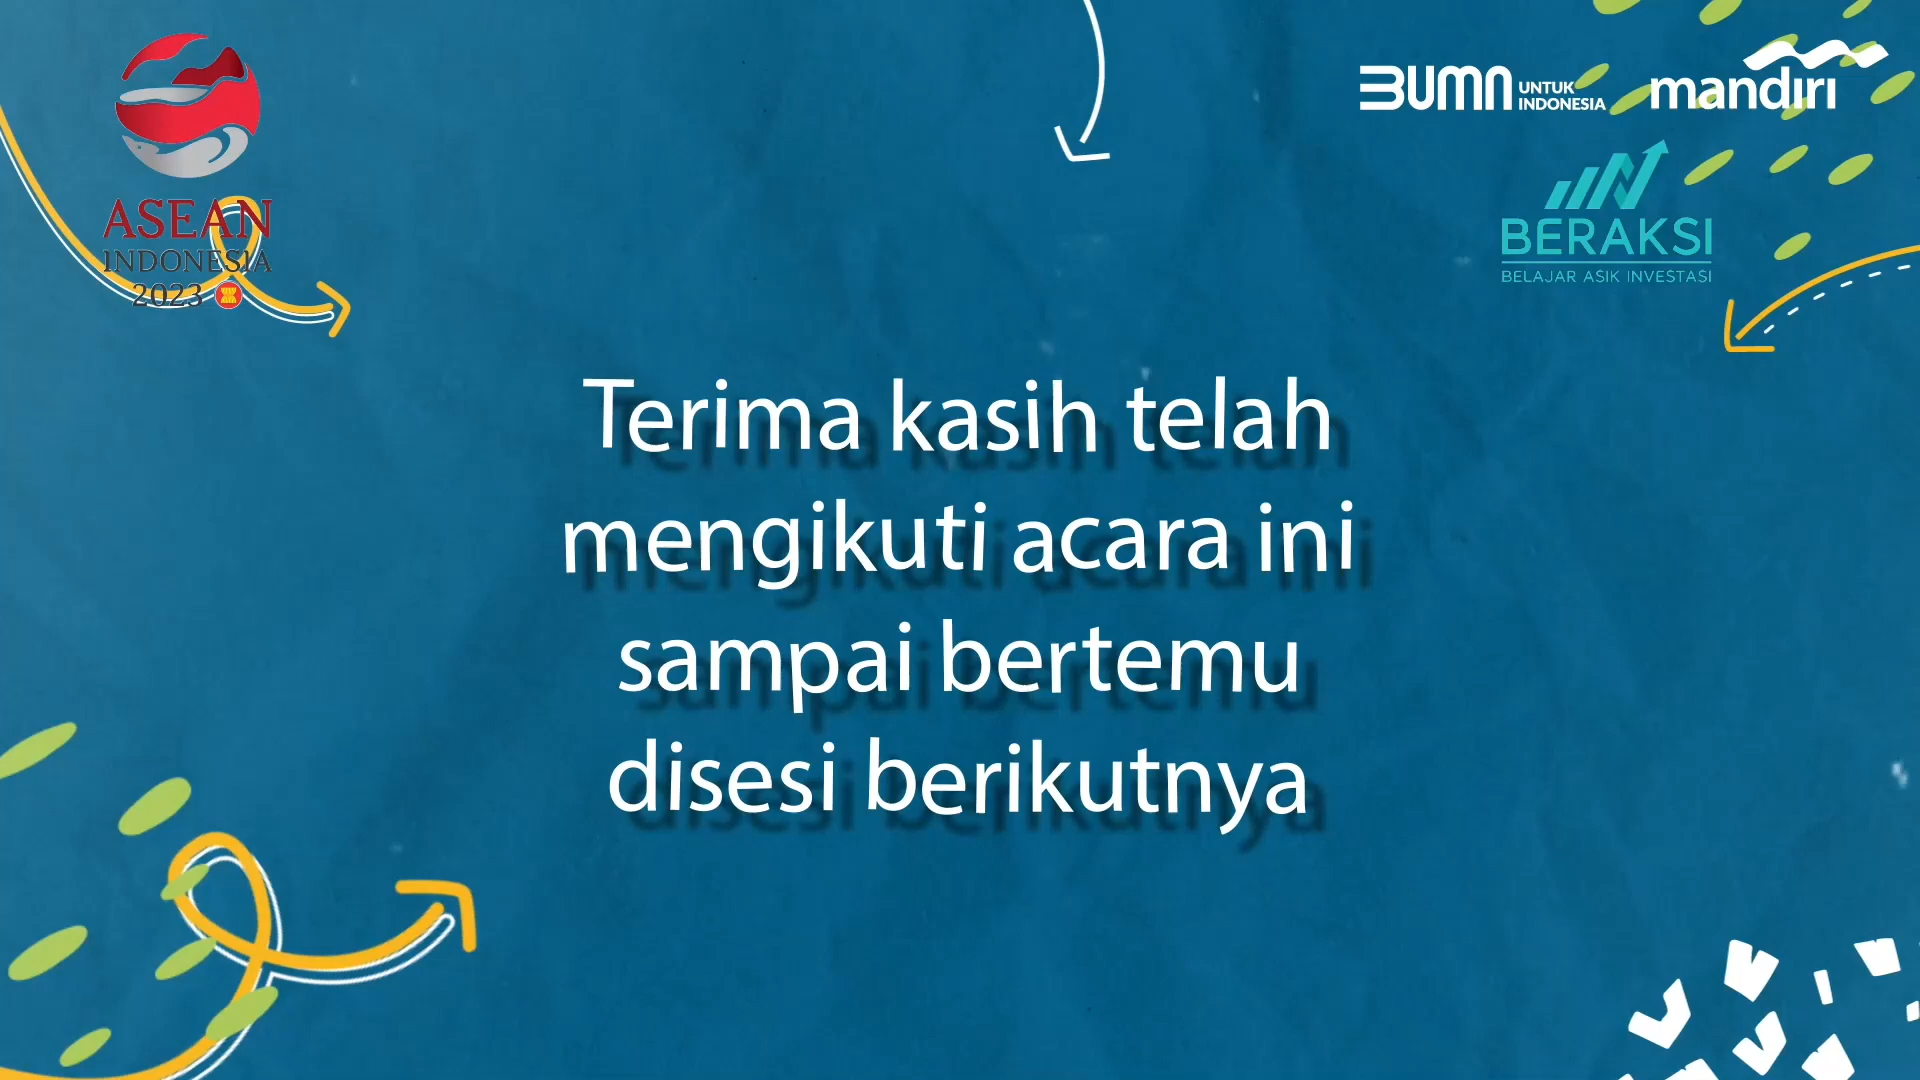 ASEAN
INDONESIA
2023
BUMN UNTUK
INDONESIA
mandiri
BERAKSI
BELAJAR ASIK INVESTASI
Terima kasih telah
mengikuti acara ini
sampai bertemu
disesi berikutnya